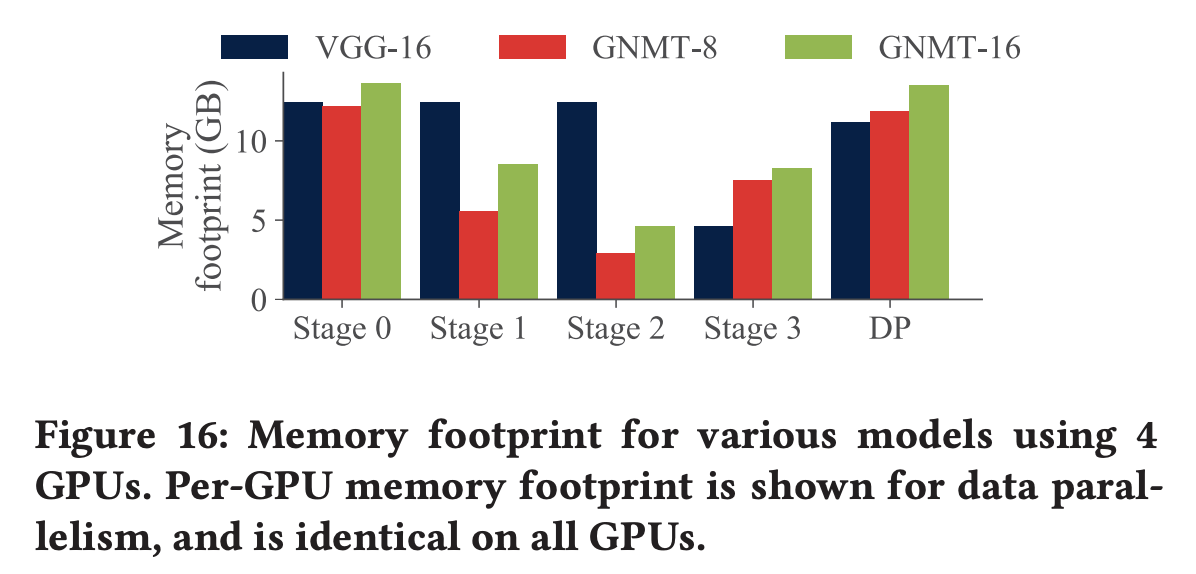 VGG-16 GNMT-8 GNMT-16
Memory
footprint (GB)
10
5
0
Stage 0 Stage 1 Stage 2 Stage 3 DP
Figure 16: Memory footprint for various models using 4
GPUs. Per-GPU memory footprint is shown for data paral-
lelism, and is identical on all GPUs.